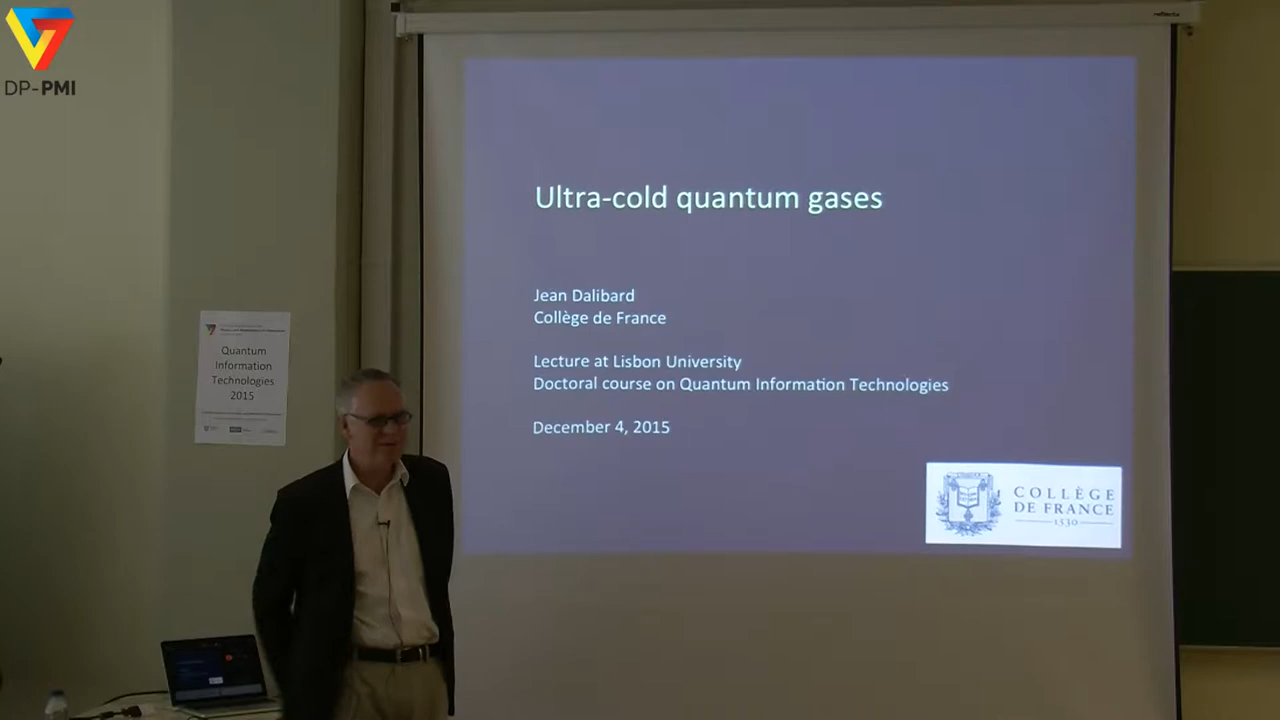 DP-PMI
reflecta
Ultra-cold quantum gases
Jean Dalibard
Collège de France
Lecture at Lisbon University
Doctoral course on Quantum Information Technologies
December 4, 2015
COLLÈGE
DE FRANCE
1530
Quantum
Information
Technologies
2015